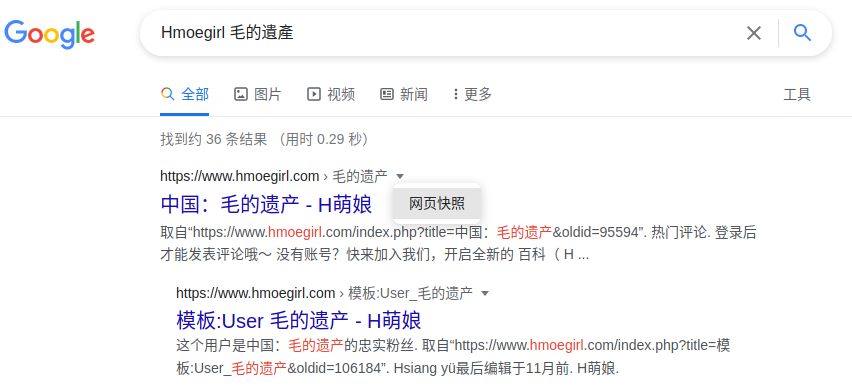 Google
Hmoegirl 毛的遺產
全部 图片 视频 新闻 更多 工具
找到约 36 条结果 （用时 0.29 秒）
https://www.hmoegirl.com › 毛的遗产
网页快照
中国：毛的遗产 - H萌娘
取自“https://www.hmoegirl.com/index.php?title=中国：毛的遗产&oldid=95594”. 热门评论. 登录后
才能发表评论哦～ 没有账号？快来加入我们，开启全新的 百科（ H ...
https://www.hmoegirl.com › 模板:User_毛的遗产
模板:User 毛的遗产 - H萌娘
这个用户是中国：毛的遗产的忠实粉丝. 取自“https://www.hmoegirl.com/index.php?title=模
板:User_毛的遗产&oldid=106184”. Hsiang yü最后编辑于11月前. H萌娘.